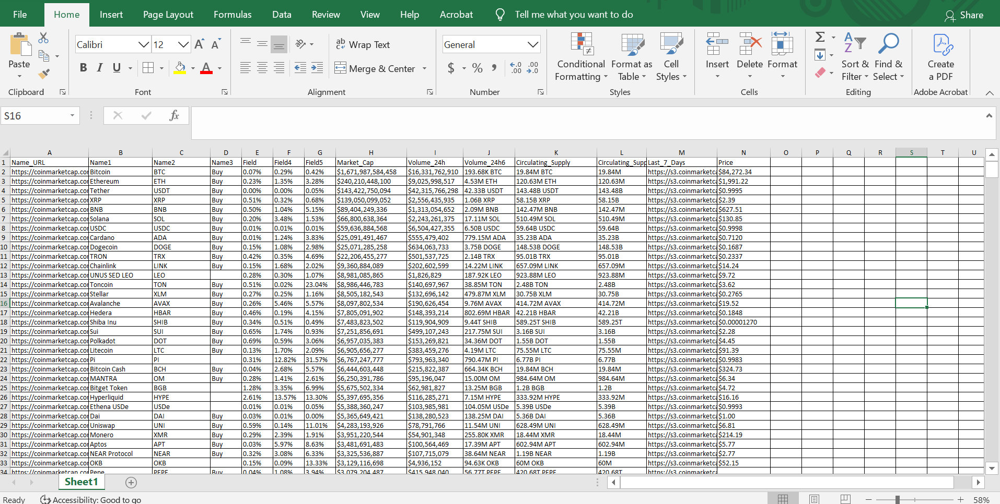 File Home Insert Page Layout Formulas Data Review View Help Acrobat Tell me what you want to do Share
Calibri 12 A A ab c Wrap Text General
Paste B I U A Merge & Center $ % , .0 .00 .00 .0 Conditional Formatting Format as Table Cell Styles Insert Delete Format Sort & Filter Find & Select Create a PDF
Clipboard Font Alignment Number Styles Cells Editing Adobe Acrobat
S16 fx
A B C D E F G H I J K L M N O P Q R S T U
1 Name_URL Name1 Name2 Name3 Field Field4 Field5 Market_Cap Volume_24h Volume_24h6 Circulating_Supply Circulating_Supp Last_7_Days Price
2 https://coinmarketcap.cor Bitcoin BTC Buy 0.07% 0.29% 0.42% $1,671,987,584,458 $16,331,762,910 193.68K BTC 19.84M BTC 19.84M https://s3.coinmarketca $84,272.34
3 https://coinmarketcap.cor Ethereum ETH Buy 0.23% 1.35% 3.28% $240,210,448,100 $9,025,998,517 4.53M ETH 120.63M ETH 120.63M https://s3.coinmarketca $1,991.22
4 https://coinmarketcap.cor Tether USDT Buy 0.00% 0.00% 0.05% $143,422,750,094 $42,315,766,298 42.33B USDT 143.48B USDT 143.48B https://s3.coinmarketca $0.9995
5 https://coinmarketcap.cor XRP XRP Buy 0.51% 0.32% 0.68% $139,050,099,052 $2,556,435,935 1.06B XRP 58.15B XRP 58.15B https://s3.coinmarketca $2.39
6 https://coinmarketcap.cor BNB BNB Buy 0.50% 1.04% 5.15% $89,404,249,336 $1,313,054,652 2.09M BNB 142.47M BNB 142.47M https://s3.coinmarketca $627.51
7 https://coinmarketcap.cor Solana SOL Buy 0.20% 3.48% 1.53% $66,800,638,364 $2,243,261,375 17.11M SOL 510.49M SOL 510.49M https://s3.coinmarketca $130.85
8 https://coinmarketcap.cor USDC USDC Buy 0.01% 0.01% 0.01% $59,636,884,568 $6,504,427,355 6.50B USDC 59.64B USDC 59.64B https://s3.coinmarketca $0.9998
9 https://coinmarketcap.cor Cardano ADA Buy 0.01% 1.24% 3.83% $25,091,491,467 $555,479,402 779.15M ADA 35.23B ADA 35.23B https://s3.coinmarketca $0.7120
10 https://coinmarketcap.cor Dogecoin DOGE Buy 0.15% 1.08% 2.98% $25,071,285,258 $634,063,733 3.75B DOGE 148.53B DOGE 148.53B https://s3.coinmarketca $0.1687
11 https://coinmarketcap.cor TRON TRX Buy 0.42% 0.35% 4.69% $22,206,455,277 $501,537,725 2.14B TRX 95.01B TRX 95.01B https://s3.coinmarketca $0.2337
12 https://coinmarketcap.cor Chainlink LINK Buy 0.15% 1.68% 2.02% $9,360,884,089 $202,602,599 14.22M LINK 657.09M LINK 657.09M https://s3.coinmarketca $14.24
13 https://coinmarketcap.cor UNUS SED LEO LEO 0.28% 0.30% 1.07% $8,981,085,865 $1,826,829 187.92K LEO 923.88M LEO 923.88M https://s3.coinmarketca $9.72
14 https://coinmarketcap.cor Toncoin TON Buy 0.51% 0.02% 23.04% $8,986,446,783 $140,697,967 38.85M TON 2.48B TON 2.48B https://s3.coinmarketca $3.62
15 https://coinmarketcap.cor Stellar XLM Buy 0.27% 0.25% 1.16% $8,505,182,543 $132,696,142 479.87M XLM 30.75B XLM 30.75B https://s3.coinmarketca $0.2765
16 https://coinmarketcap.cor Avalanche AVAX Buy 0.26% 5.46% 5.57% $8,097,802,534 $190,626,454 9.76M AVAX 414.72M AVAX 414.72M https://s3.coinmarketca $19.52
17 https://coinmarketcap.cor Hedera HBAR Buy 0.46% 0.19% 4.15% $7,805,091,902 $148,393,214 802.69M HBAR 42.21B HBAR 42.21B https://s3.coinmarketca $0.1848
18 https://coinmarketcap.cor Shiba Inu SHIB Buy 0.34% 0.51% 0.49% $7,483,823,502 $119,904,909 9.44T SHIB 589.25T SHIB 589.25T https://s3.coinmarketca $0.00001270
19 https://coinmarketcap.cor Sui SUI Buy 0.65% 1.74% 0.93% $7,251,856,691 $499,107,243 217.75M SUI 3.16B SUI 3.16B https://s3.coinmarketca $2.28
20 https://coinmarketcap.cor Polkadot DOT Buy 0.69% 0.59% 3.06% $6,957,035,383 $153,269,821 34.36M DOT 1.55B DOT 1.55B https://s3.coinmarketca $4.45
21 https://coinmarketcap.cor Litecoin LTC Buy 0.13% 1.70% 2.09% $6,905,656,277 $383,459,276 4.19M LTC 75.55M LTC 75.55M https://s3.coinmarketca $91.39
22 https://coinmarketcap.cor Pi PI 0.31% 12.82% 31.57% $6,767,247,777 $793,963,340 790.47M PI 6.77B PI 6.77B https://s3.coinmarketca $0.9983
23 https://coinmarketcap.cor Bitcoin Cash BCH Buy 0.04% 2.68% 5.57% $6,444,603,448 $215,822,387 664.34K BCH 19.84M BCH 19.84M https://s3.coinmarketca $324.73
24 https://coinmarketcap.cor MANTRA OM Buy 0.28% 1.41% 2.61% $6,250,391,786 $95,196,047 15.00M OM 984.64M OM 984.64M https://s3.coinmarketca $6.34
25 https://coinmarketcap.cor Bitget Token BGB 1.28% 3.35% 6.99% $5,675,502,334 $62,981,827 13.25M BGB 1.2B BGB 1.2B https://s3.coinmarketca $4.72
26 https://coinmarketcap.cor Hyperliquid HYPE 2.61% 13.57% 13.30% $5,397,695,356 $116,285,271 7.15M HYPE 333.92M HYPE 333.92M https://s3.coinmarketca $16.16
27 https://coinmarketcap.cor Ethena USDe USDe 0.01% 0.01% 0.05% $5,388,360,247 $103,985,981 104.05M USDe 5.39B USDe 5.39B https://s3.coinmarketca $0.9993
28 https://coinmarketcap.cor Dai DAI Buy 0.03% 0.01% 0.00% $5,365,649,421 $138,280,523 138.25M DAI 5.36B DAI 5.36B https://s3.coinmarketca $1.00
29 https://coinmarketcap.cor Uniswap UNI Buy 0.59% 0.14% 11.01% $4,283,193,926 $78,791,766 11.54M UNI 628.49M UNI 628.49M https://s3.coinmarketca $6.81
30 https://coinmarketcap.cor Monero XMR Buy 0.29% 2.39% 1.91% $3,951,220,544 $54,901,348 255.80K XMR 18.44M XMR 18.44M https://s3.coinmarketca $214.19
31 https://coinmarketcap.cor Aptos APT Buy 0.03% 5.97% 8.63% $3,481,691,483 $100,564,469 17.39M APT 602.94M APT 602.94M https://s3.coinmarketca $5.77
32 https://coinmarketcap.cor NEAR Protocol NEAR Buy 0.32% 3.08% 6.33% $3,325,536,887 $107,715,079 38.64M NEAR 1.19B NEAR 1.19B https://s3.coinmarketca $2.77
33 https://coinmarketcap.cor OKB OKB 0.15% 0.09% 13.33% $3,129,116,698 $4,936,152 94.63K OKB 60M OKB 60M https://s3.coinmarketca $52.15
34 https://coinmarketcap.cor Pepe PEPE Buy 0.04% 1.08% 3.94% $3,079,204,487 $415,948,040 56.77T PEPE 420.68T PEPE 420.68T https://s3.coinmarketca
Sheet1
Ready Accessibility: Good to go 58%